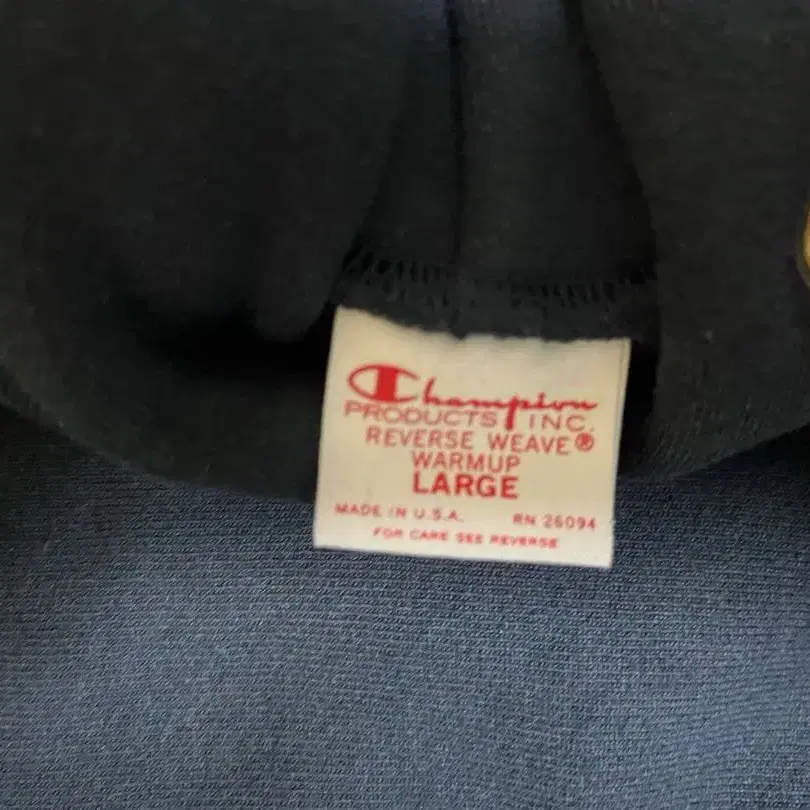 Champion
PRODUCTS INC.
REVERSE WEAVE®
WARMUP
LARGE
MADE IN U.S.A. RN 26094
FOR CARE SEE REVERSE